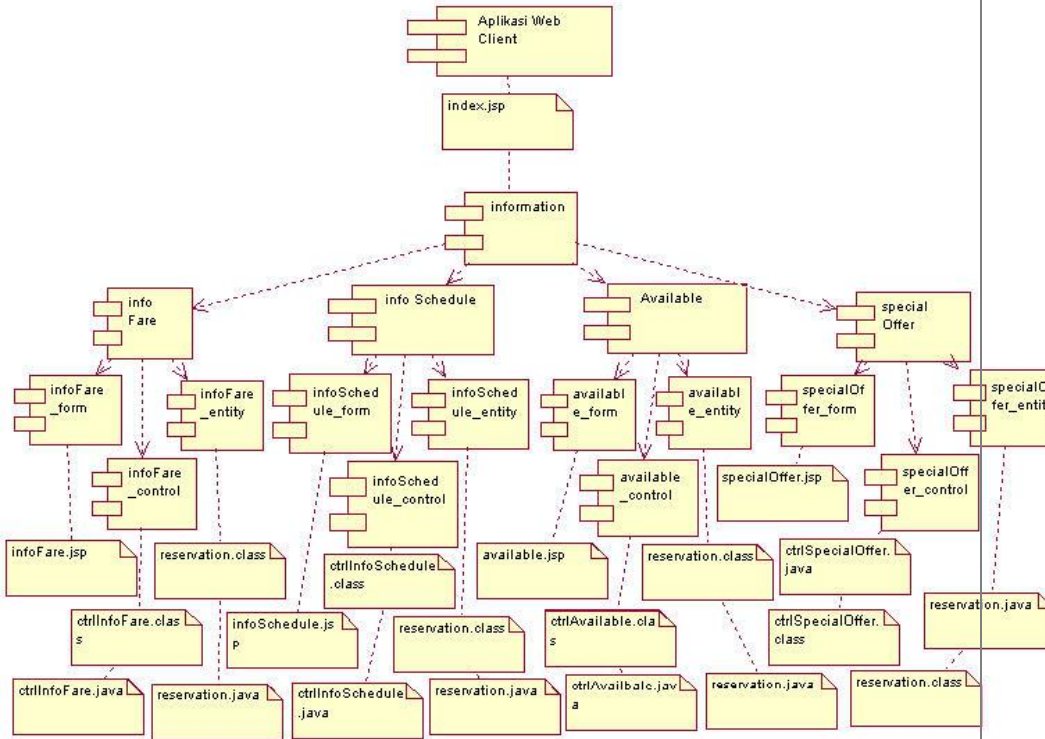 Aplikasi Web
Client
index.jsp
information
info
Fare
info Schedule
Available
special
Offer
infoFare
_form
infoFare
_entity
infoSched
ule_form
infoSched
ule_entity
availabl
e_form
availabl
e_entity
specialOf
fer_form
specialO
fer_entit
infoFare
_control
infoSched
ule_control
available
_control
specialOffer.jsp
specialOff
er_control
infoFare.jsp
reservation.class
ctrlInfoSchedule
.class
available.jsp
reservation.class
ctrlSpecialOffer.
java
ctrlInfoFare.clas
s
infoSchedule.js
p
reservation.class
ctrlAvailable.cla
s
ctrlSpecialOffer.
class
reservation.java
ctrlInfoFare.java
reservation.java
ctrlInfoSchedule
.java
reservation.java
ctrlAvailbale.jav
a
reservation.java
reservation.class